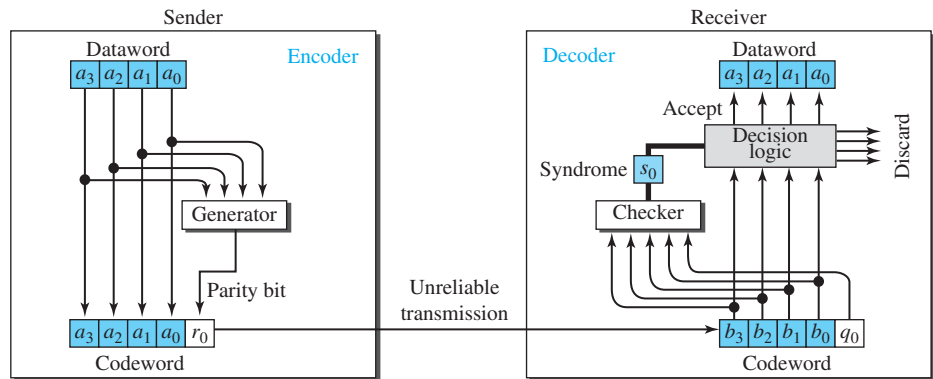 Sender
Encoder
Dataword
a3 a2 a1 a0
Generator
Parity bit
a3 a2 a1 a0 r0
Codeword
Unreliable
transmission
Receiver
Decoder
Dataword
a3 a2 a1 a0
Accept
Decision
logic
Discard
Syndrome s0
Checker
b3 b2 b1 b0 q0
Codeword